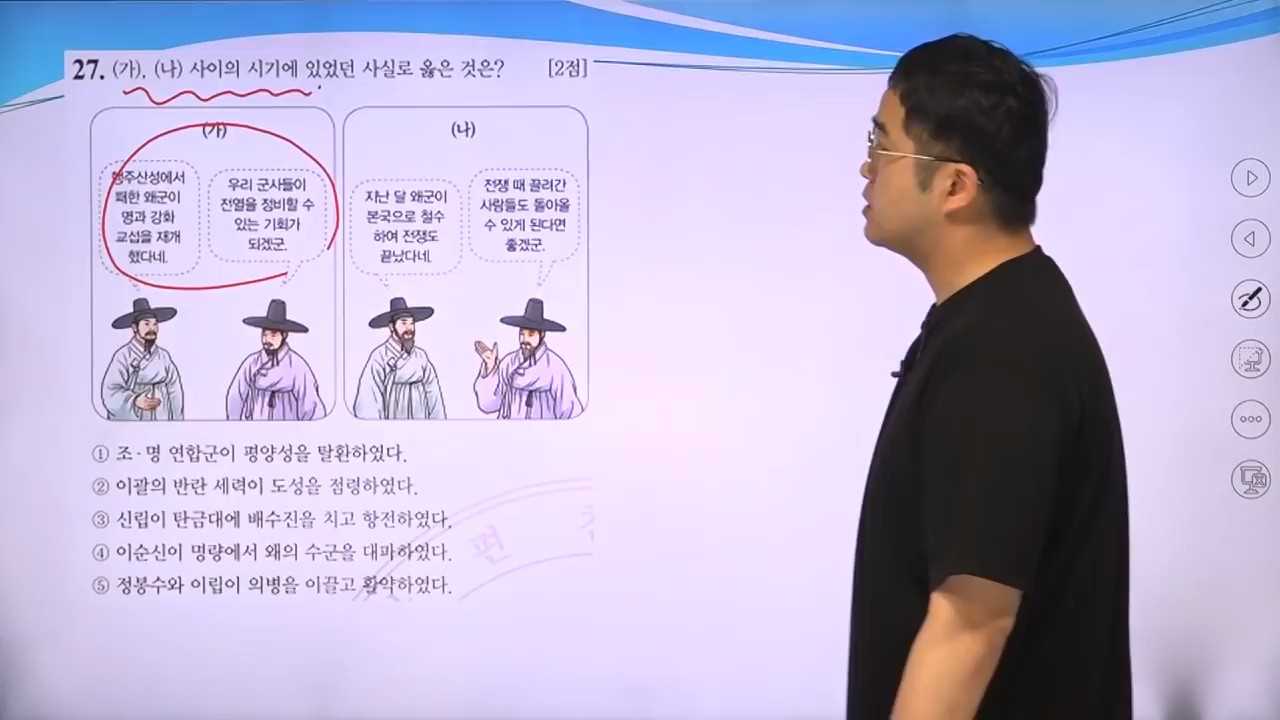 27. (가), (나) 사이의 시기에 있었던 사실로 옳은 것은? [2점]
(가)
행주산성에서
패한 왜군이
명과 강화
교섭을 재개
했다네.
우리 군사들이
전열을 정비할 수
있는 기회가
되겠군.
(나)
지난 달 왜군이
본국으로 철수
하여 전쟁도
끝났다네.
전쟁 때 끌려간
사람들도 돌아올
수 있게 된다면
좋겠군.
① 조·명 연합군이 평양성을 탈환하였다.
② 이괄의 반란 세력이 도성을 점령하였다.
③ 신립이 탄금대에 배수진을 치고 항전하였다.
④ 이순신이 명량에서 왜의 수군을 대파하였다.
⑤ 정봉수와 이립이 의병을 이끌고 활약하였다.
편